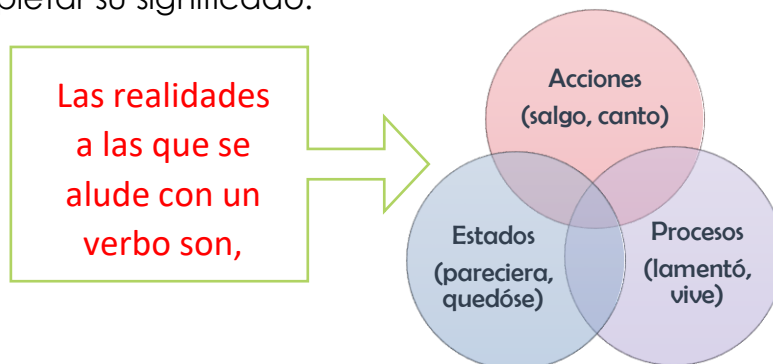 pletar su significado.
Las realidades
a las que se
alude con un
verbo son,
Acciones
(salgo, canto)
Estados
(pareciera,
quedóse)
Procesos
(lamentó,
vive)